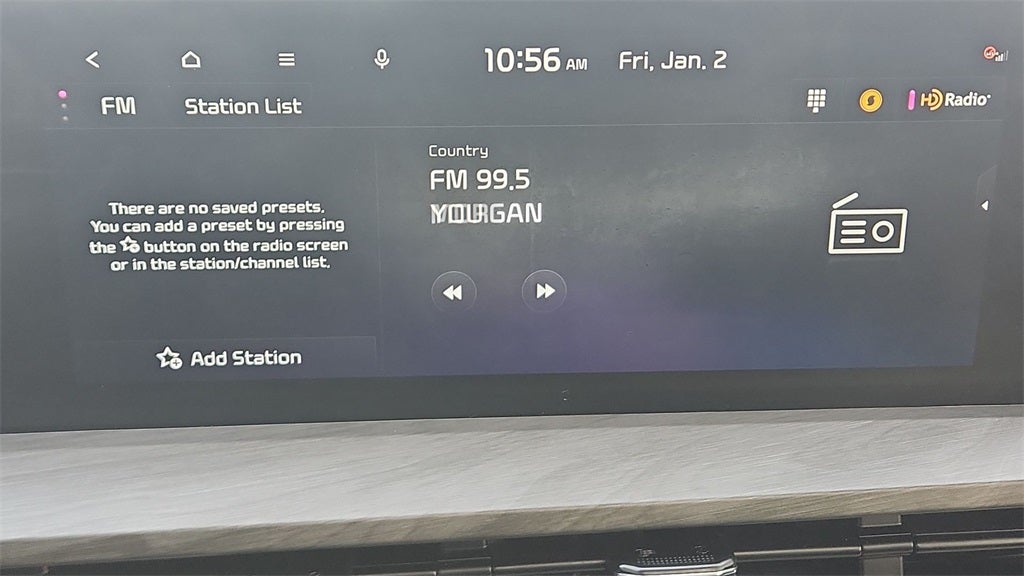 10:56 AM Fri, Jan. 2
FM Station List
HD Radio
There are no saved presets.
You can add a preset by pressing
the button on the radio screen
or in the station/channel list.
Add Station
Country
FM 99.5